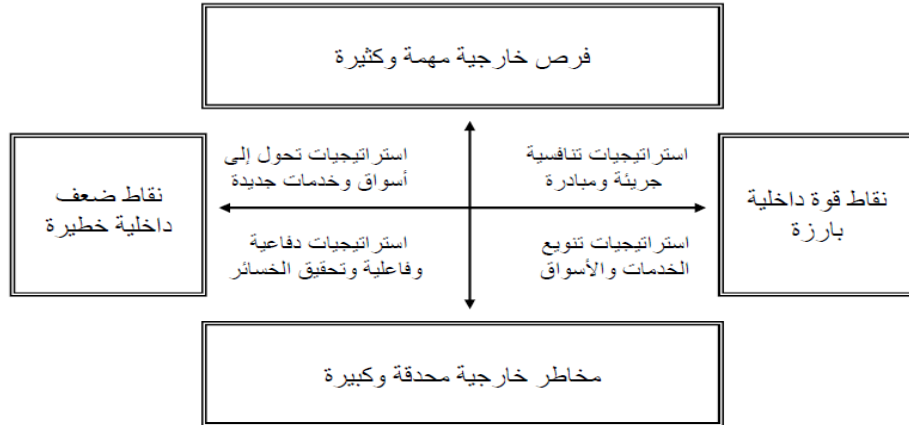 فرص خارجية مهمة وكثيرة
استراتيجيات تنافسية
جريئة ومبادرة
استراتيجيات تحول إلى
أسواق وخدمات جديدة
نقاط قوة داخلية
بارزة
نقاط ضعف
داخلية خطيرة
استراتيجيات تنويع
الخدمات والأسواق
استراتيجيات دفاعية
وفاعلية وتحقيق الخسائر
مخاطر خارجية محدقة وكبيرة